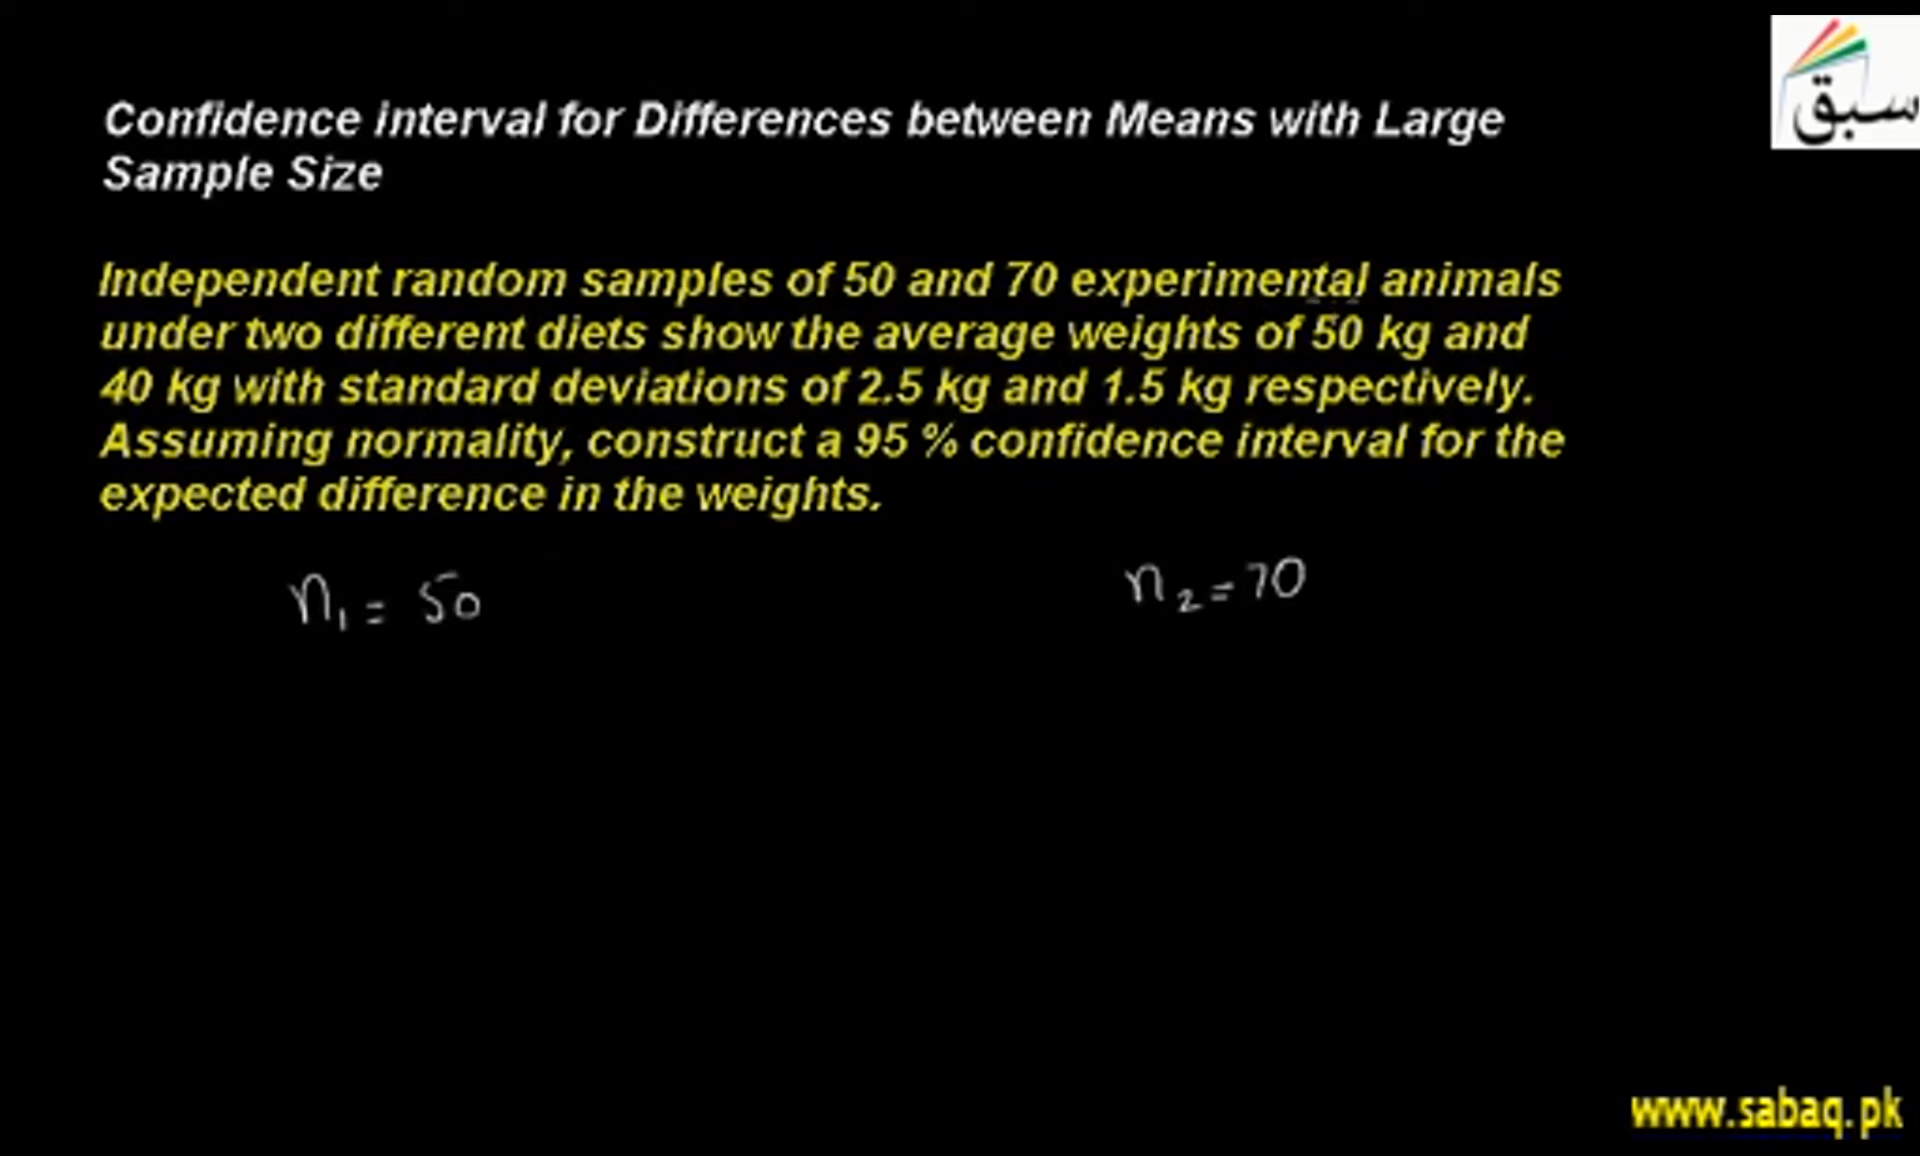 سبق
Confidence interval for Differences between Means with Large
Sample Size
Independent random samples of 50 and 70 experimental animals
under two different diets show the average weights of 50 kg and
40 kg with standard deviations of 2.5 kg and 1.5 kg respectively.
Assuming normality, construct a 95 % confidence interval for the
expected difference in the weights.
n₁ = 50
n₂ = 70
www.sabaq.pk